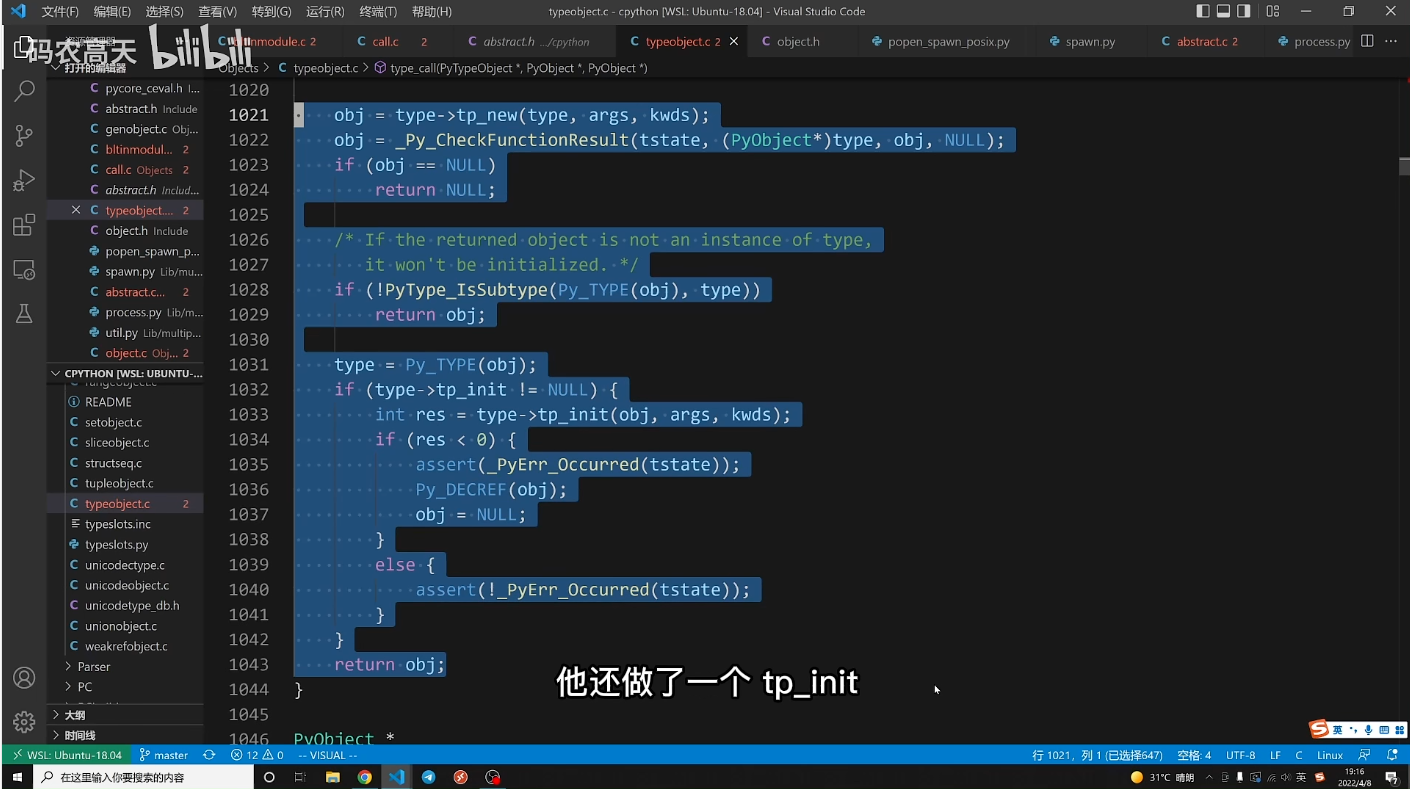 文件(F) 编辑(E) 选择(S) 查看(V) 转到(G) 运行(R) 终端(T) 帮助(H) typeobject.c - cpython [WSL: Ubuntu-18.04] - Visual Studio Code
码农高天 bilibili
C call.c 2 C abstract.h .../cpython C typeobject.c 2 C object.h popen_spawn_posix.py spawn.py C abstract.c 2 process.py
打开的编辑器
Objects > C typeobject.c > type_call(PyTypeObject *, PyObject *, PyObject *)
C pycore_ceval.h I...
C abstract.h Include
C genobject.c Obj...
C bltinmodul... 2
C call.c Objects 2
C abstract.h Includ...
C typeobject.... 2
C object.h Include
popen_spawn_p...
spawn.py Lib/mu...
C abstract.c... 2
process.py Lib/m...
util.py Lib/multip...
C object.c Obj... 2
CPYTHON [WSL: UBUNTU-...
C rangeobject.c
README
C setobject.c
C sliceobject.c
C structseq.c
C tupleobject.c
C typeobject.c 2
typeslots.inc
typeslots.py
C unicodectype.c
C unicodeobject.c
C unicodetype_db.h
C unionobject.c
C weakrefobject.c
Parser
PC
大纲
时间线
1020
1021 obj = type->tp_new(type, args, kwds);
1022 obj = _Py_CheckFunctionResult(tstate, (PyObject*)type, obj, NULL);
1023 if (obj == NULL)
1024 return NULL;
1025
1026 /* If the returned object is not an instance of type,
1027 it won't be initialized. */
1028 if (!PyType_IsSubtype(Py_TYPE(obj), type))
1029 return obj;
1030
1031 type = Py_TYPE(obj);
1032 if (type->tp_init != NULL) {
1033 int res = type->tp_init(obj, args, kwds);
1034 if (res < 0) {
1035 assert(_PyErr_Occurred(tstate));
1036 Py_DECREF(obj);
1037 obj = NULL;
1038 }
1039 else {
1040 assert(!_PyErr_Occurred(tstate));
1041 }
1042 }
1043 return obj;
1044 }
1045
1046 PyObject *
他还做了一个 tp_init
英
WSL: Ubuntu-18.04 master 12 0 -- VISUAL -- 行 1021，列 1 (已选择647) 空格: 4 UTF-8 LF C Linux
在这里输入你要搜索的内容 31°C 晴朗 英 19:16
2022/4/8